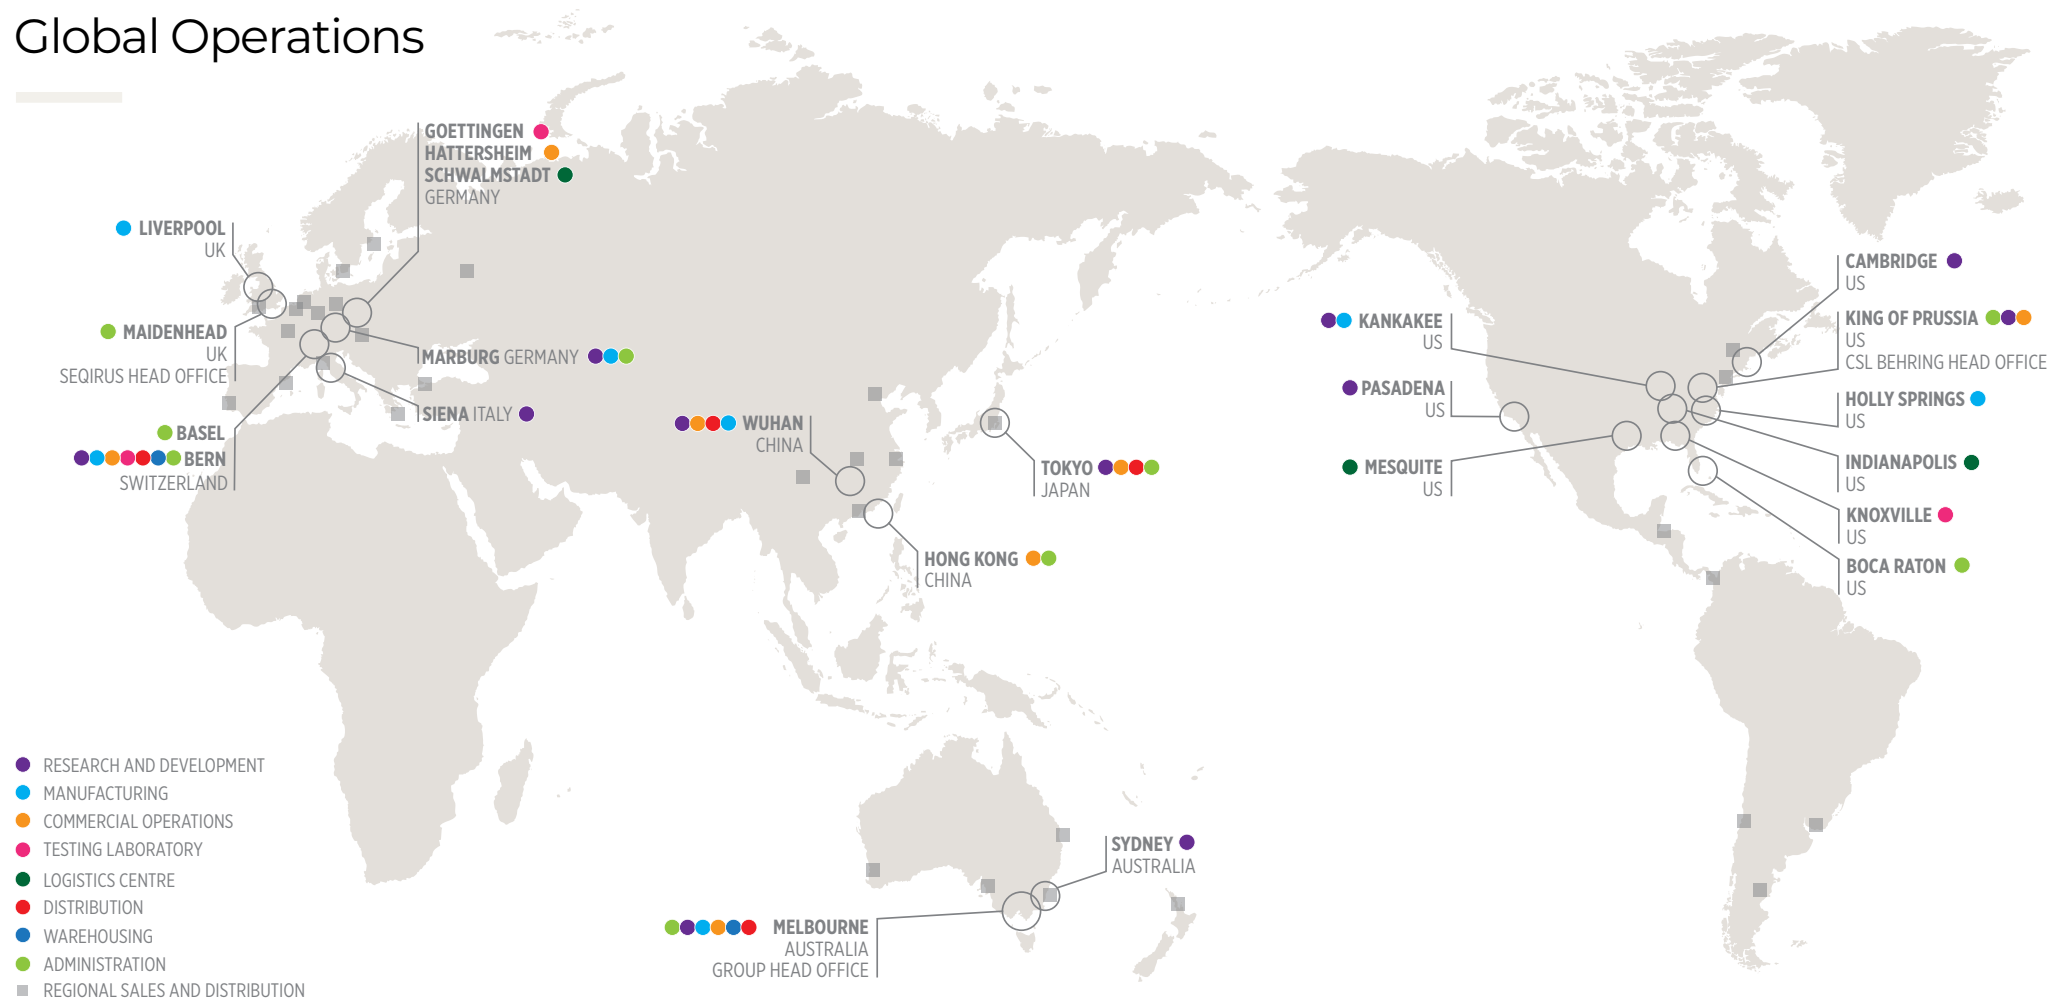 Global Operations
GOETTINGEN
HATTERSHEIM
SCHWALMSTADT
GERMANY
LIVERPOOL
UK
MAIDENHEAD
UK
SEQIRUS HEAD OFFICE
MARBURG GERMANY
SIENA ITALY
BASEL
BERN
SWITZERLAND
WUHAN
CHINA
TOKYO
JAPAN
HONG KONG
CHINA
KANKAKEE
US
PASADENA
US
MESQUITE
US
CAMBRIDGE
US
KING OF PRUSSIA
US
CSL BEHRING HEAD OFFICE
HOLLY SPRINGS
US
INDIANAPOLIS
US
KNOXVILLE
US
BOCA RATON
US
SYDNEY
AUSTRALIA
MELBOURNE
AUSTRALIA
GROUP HEAD OFFICE
RESEARCH AND DEVELOPMENT
MANUFACTURING
COMMERCIAL OPERATIONS
TESTING LABORATORY
LOGISTICS CENTRE
DISTRIBUTION
WAREHOUSING
ADMINISTRATION
REGIONAL SALES AND DISTRIBUTION